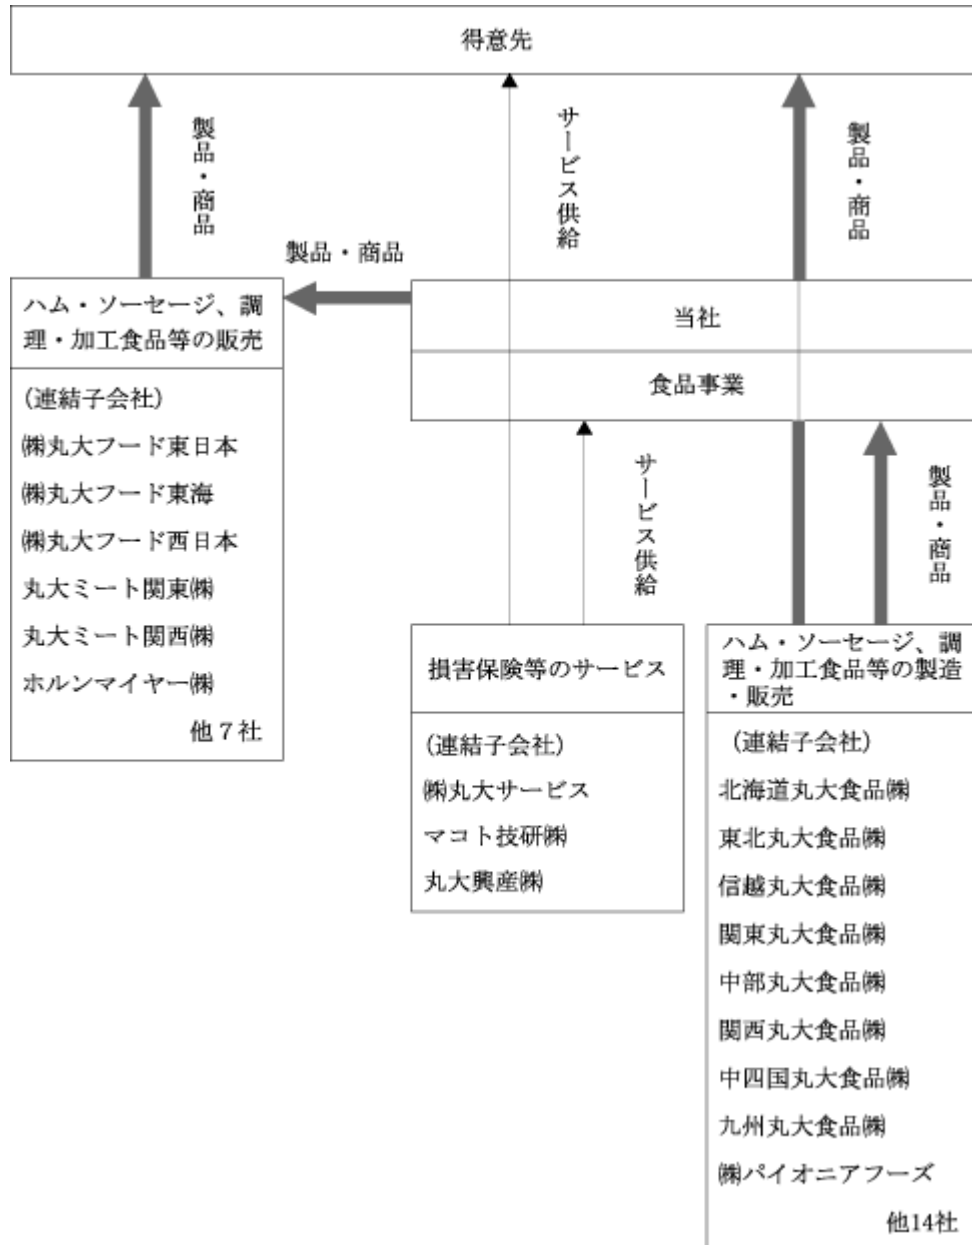 得意先
製品・商品
サービス供給
製品・商品
製品・商品
ハム・ソーセージ、調
理・加工食品等の販売
(連結子会社)
㈱丸大フード東日本
㈱丸大フード東海
㈱丸大フード西日本
丸大ミート関東㈱
丸大ミート関西㈱
ホルンマイヤー㈱
他７社
当社
食品事業
サービス供給
製品・商品
損害保険等のサービス
(連結子会社)
㈱丸大サービス
マコト技研㈱
丸大興産㈱
ハム・ソーセージ、調
理・加工食品等の製造
・販売
(連結子会社)
北海道丸大食品㈱
東北丸大食品㈱
信越丸大食品㈱
関東丸大食品㈱
中部丸大食品㈱
関西丸大食品㈱
中四国丸大食品㈱
九州丸大食品㈱
㈱パイオニアフーズ
他14社